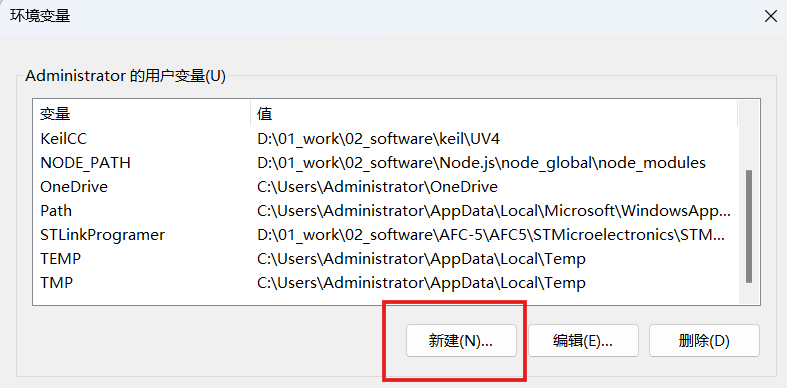 环境变量
Administrator 的用户变量(U)
变量 值
KeilCC D:\01_work\02_software\keil\UV4
NODE_PATH D:\01_work\02_software\Node.js\node_global\node_modules
OneDrive C:\Users\Administrator\OneDrive
Path C:\Users\Administrator\AppData\Local\Microsoft\WindowsApp...
STLinkProgramer D:\01_work\02_software\AFC-5\AFC5\STMicroelectronics\STM...
TEMP C:\Users\Administrator\AppData\Local\Temp
TMP C:\Users\Administrator\AppData\Local\Temp
新建(N)... 编辑(E)... 删除(D)